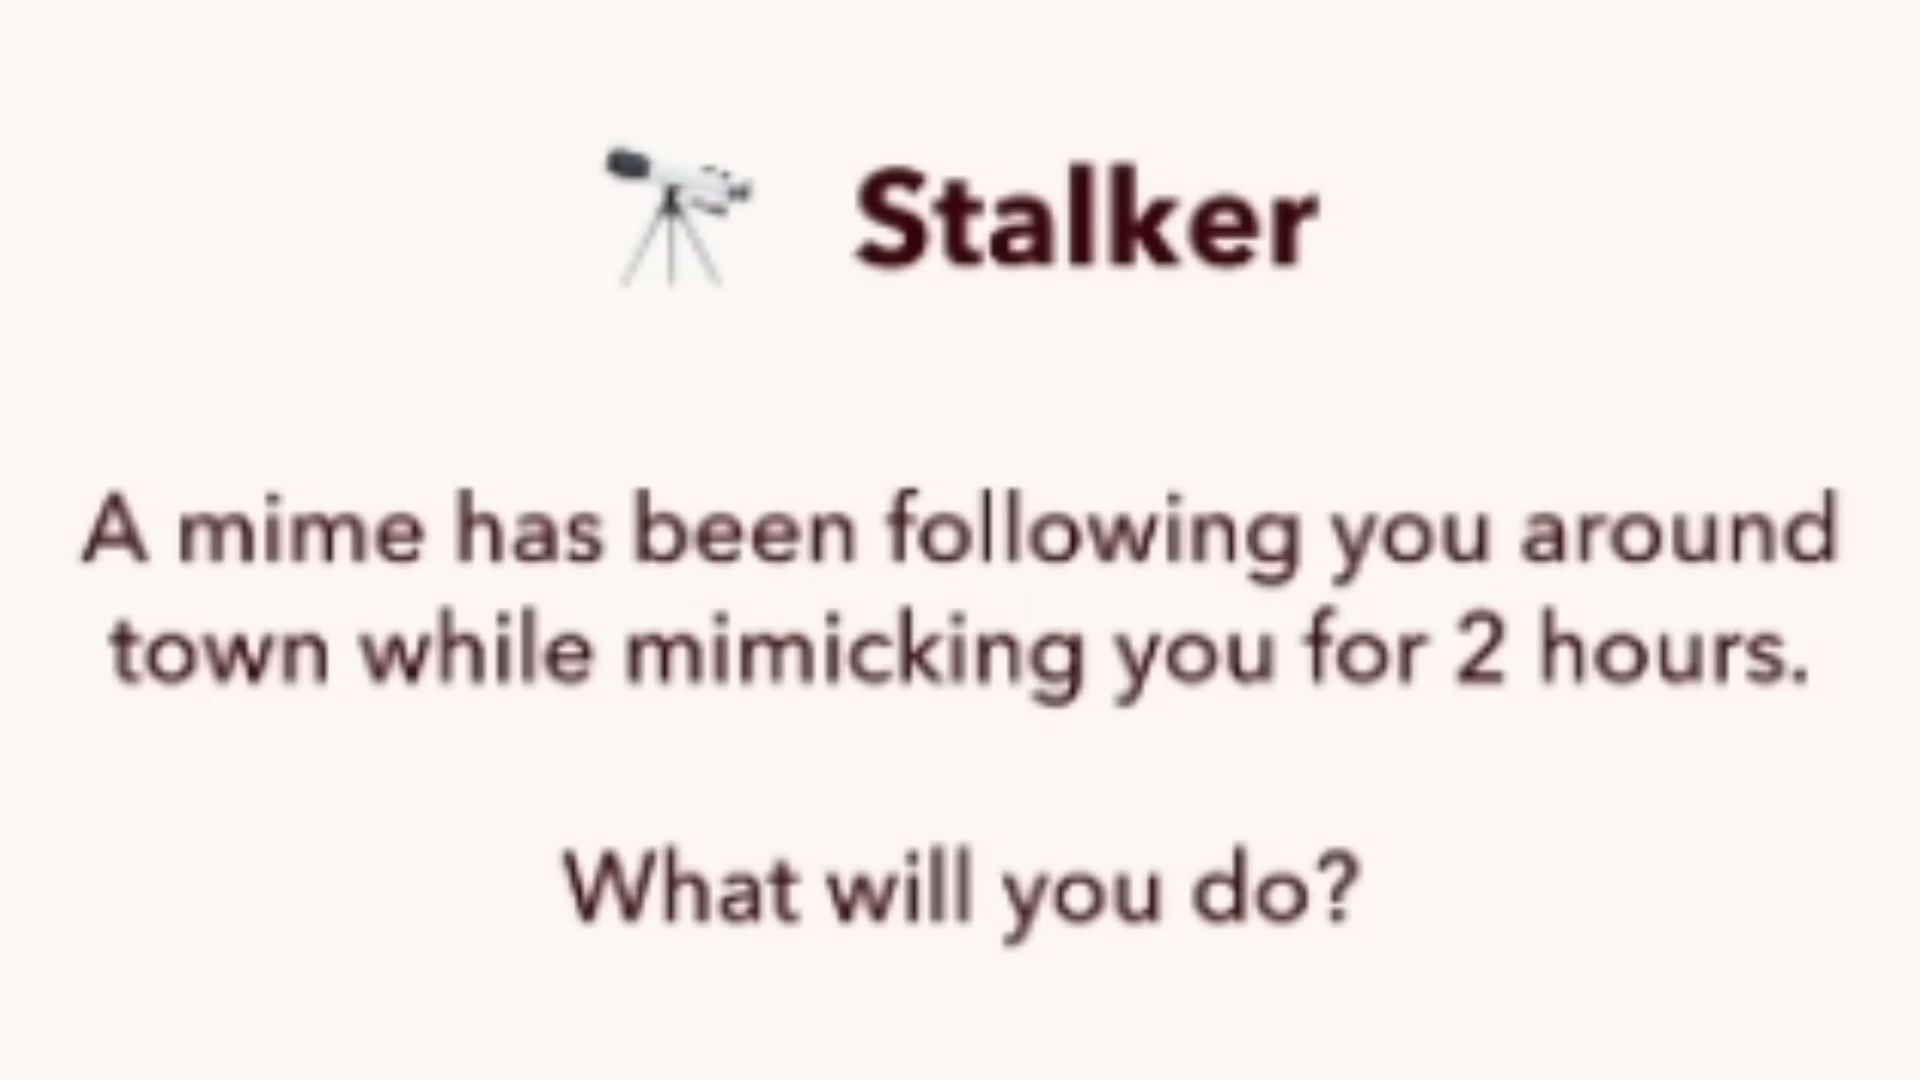 Stalker
A mime has been following you around
town while mimicking you for 2 hours.
What will you do?